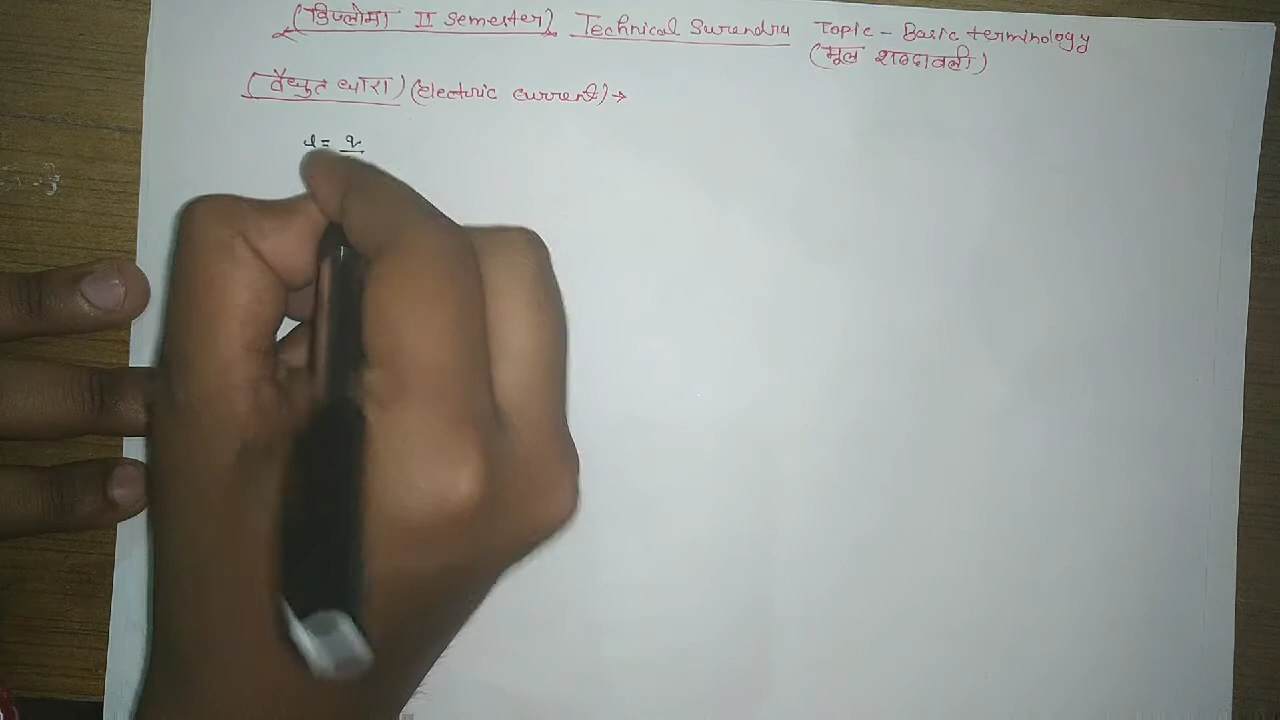 (डिप्लोमा II Semester) Technical Surendra Topic - Basic terminology
(मूल शब्दावली)
(वैधुत धारा) (electric current) →
I = q